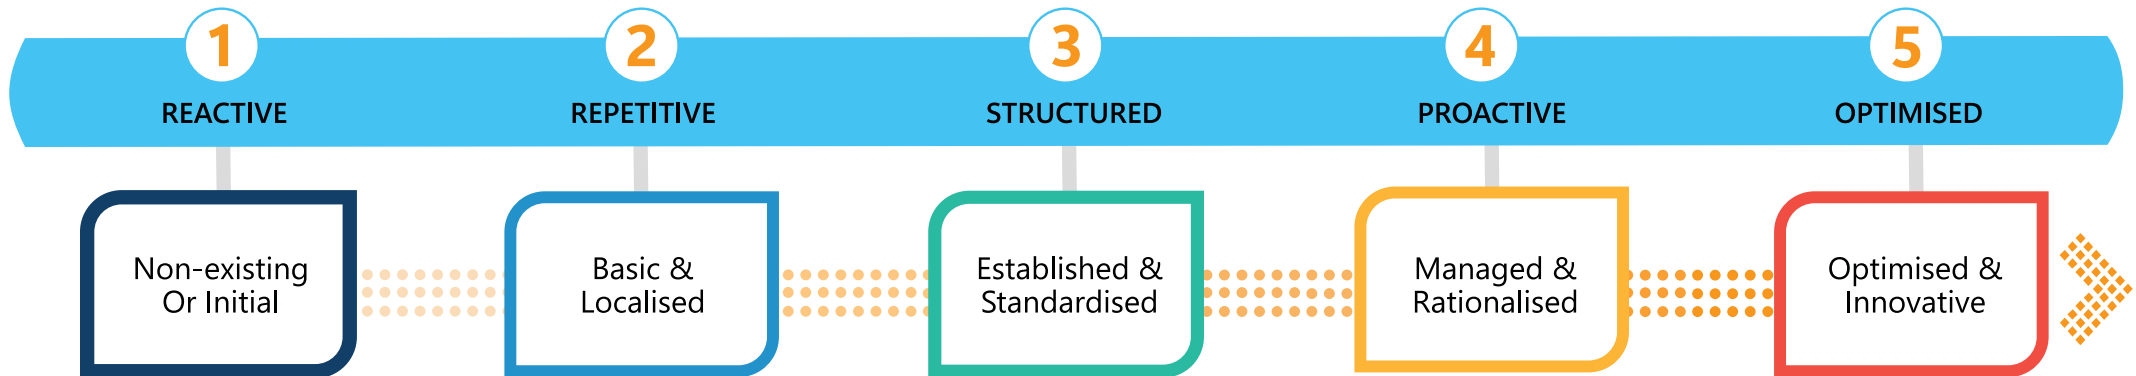 1
2
3
4
5
REACTIVE
REPETITIVE
STRUCTURED
PROACTIVE
OPTIMISED
Non-existing
Or Initial
Basic &
Localised
Established &
Standardised
Managed &
Rationalised
Optimised &
Innovative